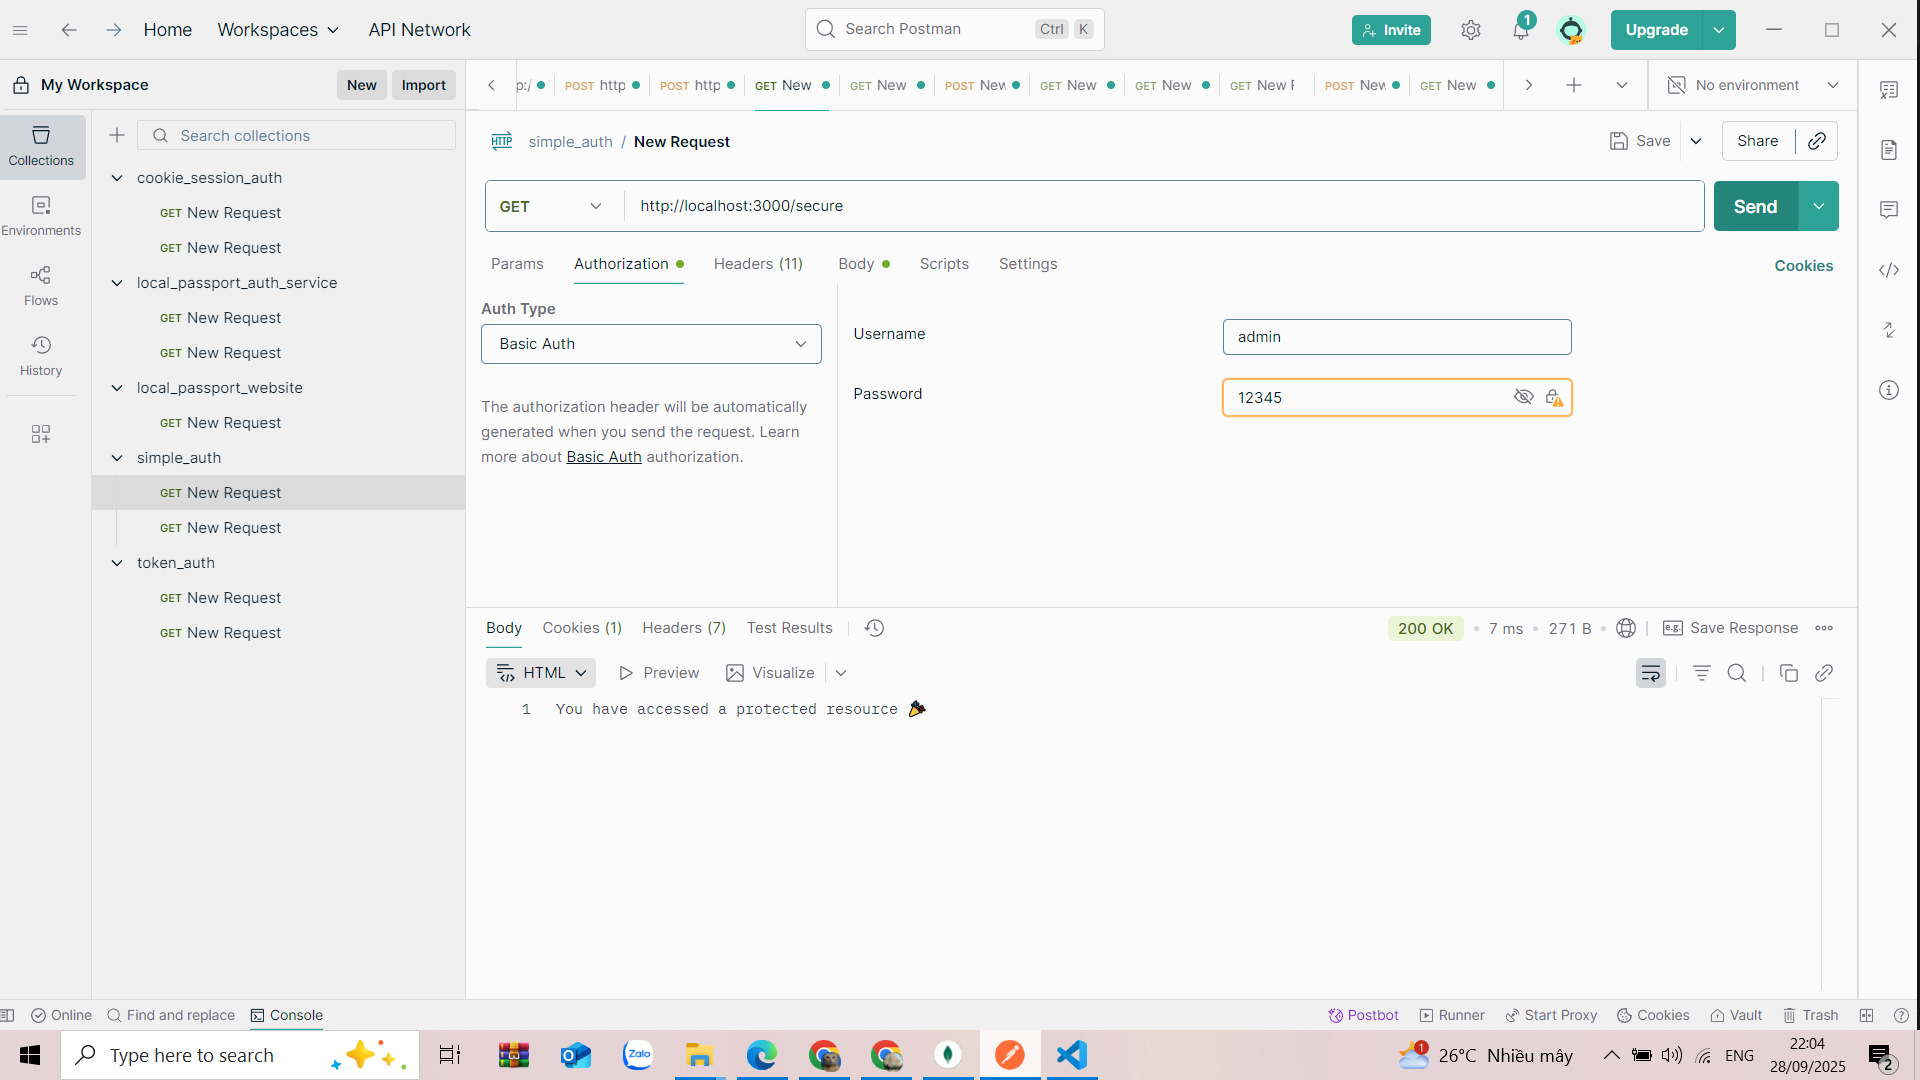 Home
Workspaces
API Network
Search Postman
Ctrl
K
Invite
1
Upgrade
My Workspace
New
Import
POST http
POST http
GET New
GET New
POST New
GET New
GET New
GET New
POST New
GET New
No environment
Collections
Environments
Flows
History
Search collections
cookie_session_auth
GET New Request
GET New Request
local_passport_auth_service
GET New Request
GET New Request
local_passport_website
GET New Request
simple_auth
GET New Request
GET New Request
token_auth
GET New Request
GET New Request
HTTP
simple_auth / New Request
Save
Share
GET
http://localhost:3000/secure
Send
Params
Authorization
Headers (11)
Body
Scripts
Settings
Cookies
Auth Type
Basic Auth
The authorization header will be automatically
generated when you send the request. Learn
more about Basic Auth authorization.
Username
admin
Password
12345
Body
Cookies (1)
Headers (7)
Test Results
200 OK
7 ms
271 B
e.g.
Save Response
HTML
Preview
Visualize
1 You have accessed a protected resource 🎉
Online
Find and replace
Console
Postbot
Runner
Start Proxy
Cookies
Vault
Trash
Type here to search
Zalo
1
26°C Nhiều mây
ENG
22:04
28/09/2025
2